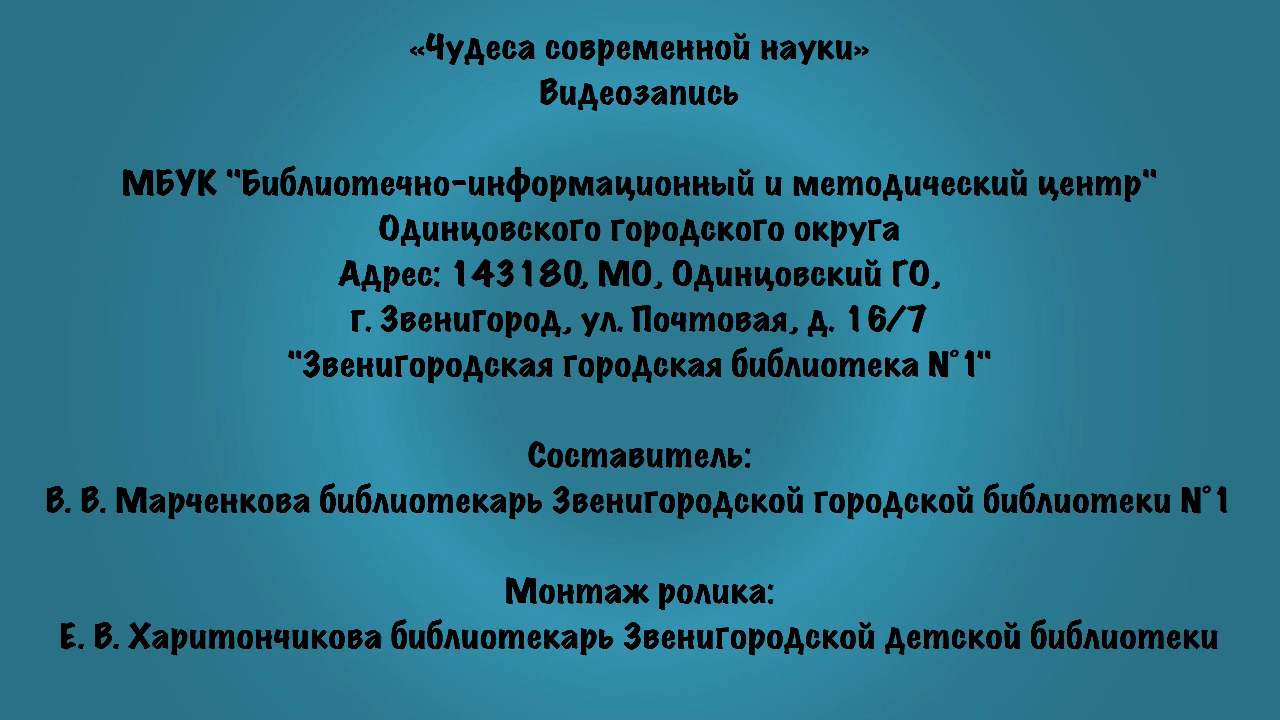 «Чудеса современной науки»
Видеозапись
МБУК "Библиотечно-информационный и методический центр"
Одинцовского городского округа
Адрес: 143180, МО, Одинцовский ГО,
г. Звенигород, ул. Почтовая, д. 16/7
"Звенигородская городская библиотека №1"
Составитель:
В. В. Марченкова библиотекарь Звенигородской городской библиотеки №1
Монтаж ролика:
Е. В. Харитончикова библиотекарь Звенигородской детской библиотеки